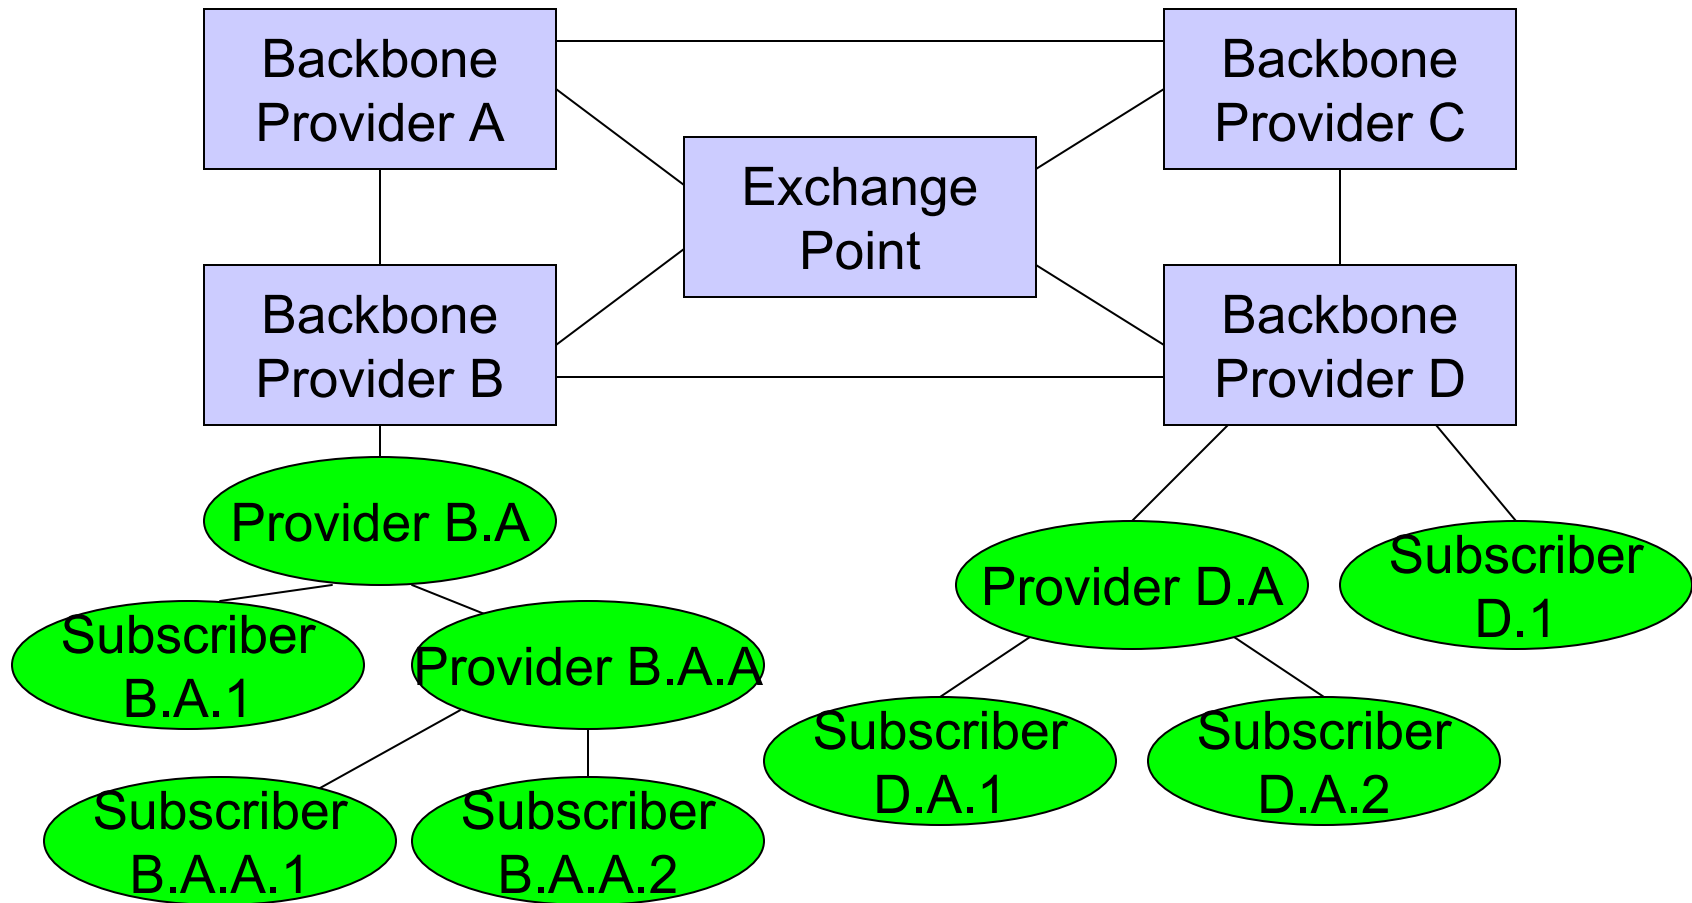 Backbone
Provider A
Backbone
Provider C
Exchange
Point
Backbone
Provider B
Backbone
Provider D
Provider B.A
Provider D.A
Subscriber
D.1
Subscriber
B.A.1
Provider B.A.A
Subscriber
D.A.1
Subscriber
D.A.2
Subscriber
B.A.A.1
Subscriber
B.A.A.2